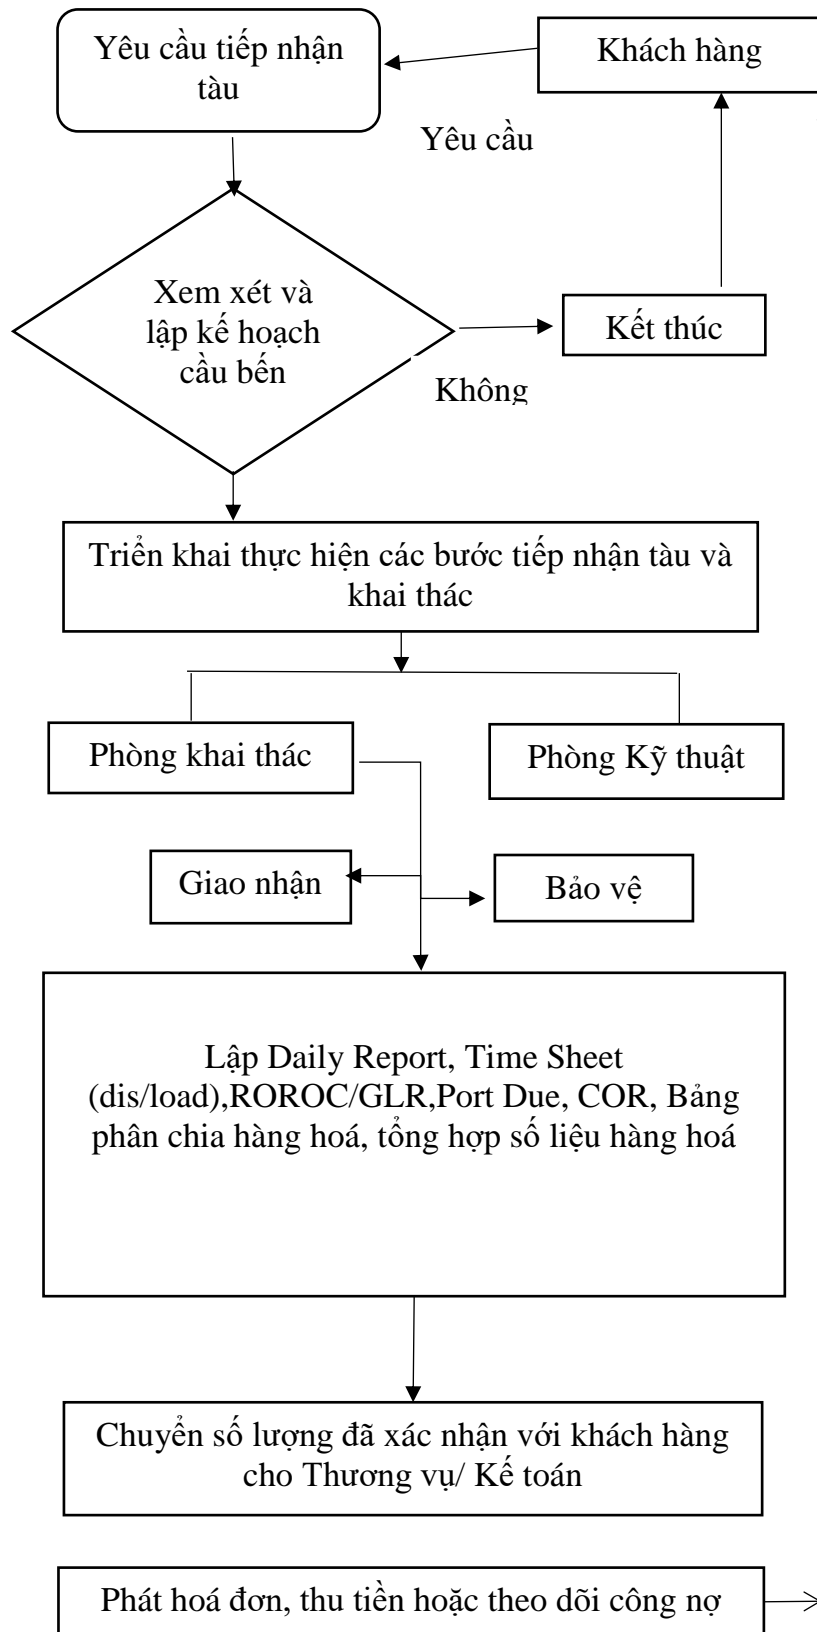 Yêu cầu tiếp nhận
tàu
Khách hàng
Yêu cầu
Xem xét và
lập kế hoạch
cầu bến
Kết thúc
Không
Triển khai thực hiện các bước tiếp nhận tàu và
khai thác
Phòng khai thác
Phòng Kỹ thuật
Giao nhận
Bảo vệ
Lập Daily Report, Time Sheet
(dis/load),ROROC/GLR,Port Due, COR, Bảng
phân chia hàng hoá, tổng hợp số liệu hàng hoá
Chuyển số lượng đã xác nhận với khách hàng
cho Thương vụ/ Kế toán
Phát hoá đơn, thu tiền hoặc theo dõi công nợ